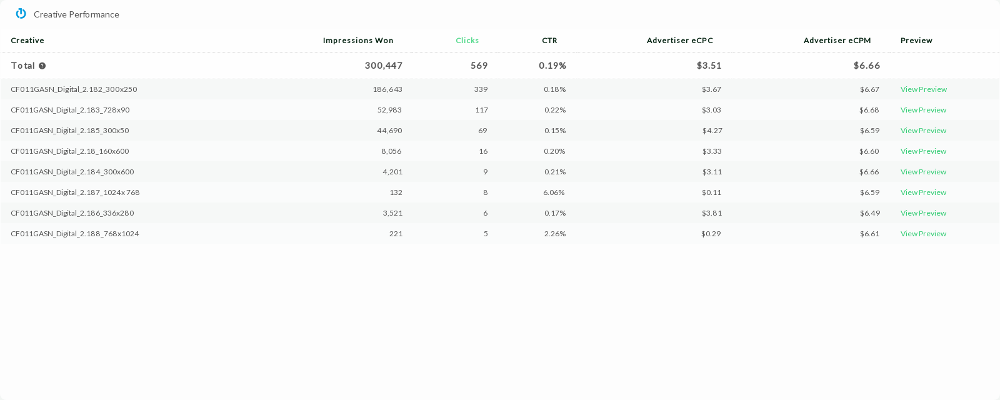 Creative Performance
Creative Impressions Won Clicks CTR Advertiser eCPC Advertiser eCPM Preview
Total ? 300,447 569 0.19% $3.51 $6.66
CF011GASN_Digital_2.182_300x250 186,643 339 0.18% $3.67 $6.67 View Preview
CF011GASN_Digital_2.183_728x90 52,983 117 0.22% $3.03 $6.68 View Preview
CF011GASN_Digital_2.185_300x50 44,690 69 0.15% $4.27 $6.59 View Preview
CF011GASN_Digital_2.18_160x600 8,056 16 0.20% $3.33 $6.60 View Preview
CF011GASN_Digital_2.184_300x600 4,201 9 0.21% $3.11 $6.66 View Preview
CF011GASN_Digital_2.187_1024x768 132 8 6.06% $0.11 $6.59 View Preview
CF011GASN_Digital_2.186_336x280 3,521 6 0.17% $3.81 $6.49 View Preview
CF011GASN_Digital_2.188_768x1024 221 5 2.26% $0.29 $6.61 View Preview